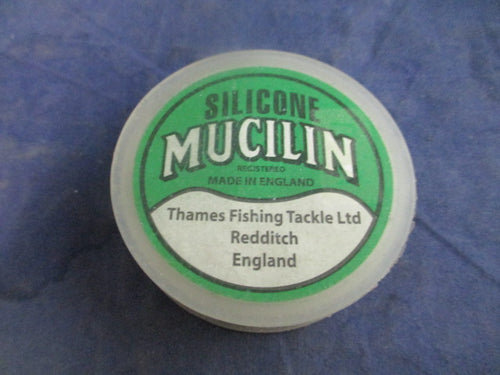 SILICONE
MUCILIN
REGISTERED
MADE IN ENGLAND
Thames Fishing Tackle Ltd
Redditch
England